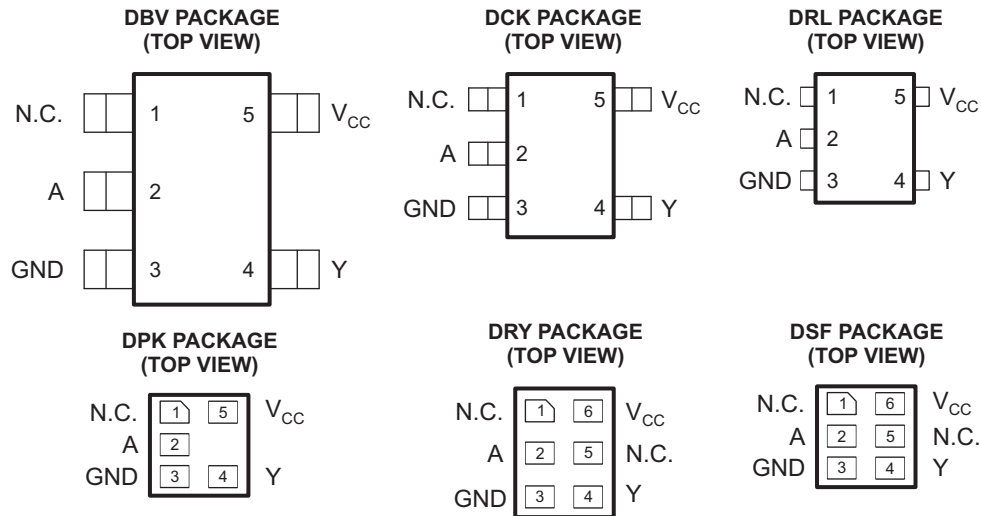 DBV PACKAGE
(TOP VIEW)
N.C. 1 5 VCC
A 2
GND 3 4 Y
DCK PACKAGE
(TOP VIEW)
N.C. 1 5 VCC
A 2
GND 3 4 Y
DRL PACKAGE
(TOP VIEW)
N.C. 1 5 VCC
A 2
GND 3 4 Y
DPK PACKAGE
(TOP VIEW)
N.C. 1 5 VCC
A 2
GND 3 4 Y
DRY PACKAGE
(TOP VIEW)
N.C. 1 6 VCC
A 2 5 N.C.
GND 3 4 Y
DSF PACKAGE
(TOP VIEW)
N.C. 1 6 VCC
A 2 5 N.C.
GND 3 4 Y